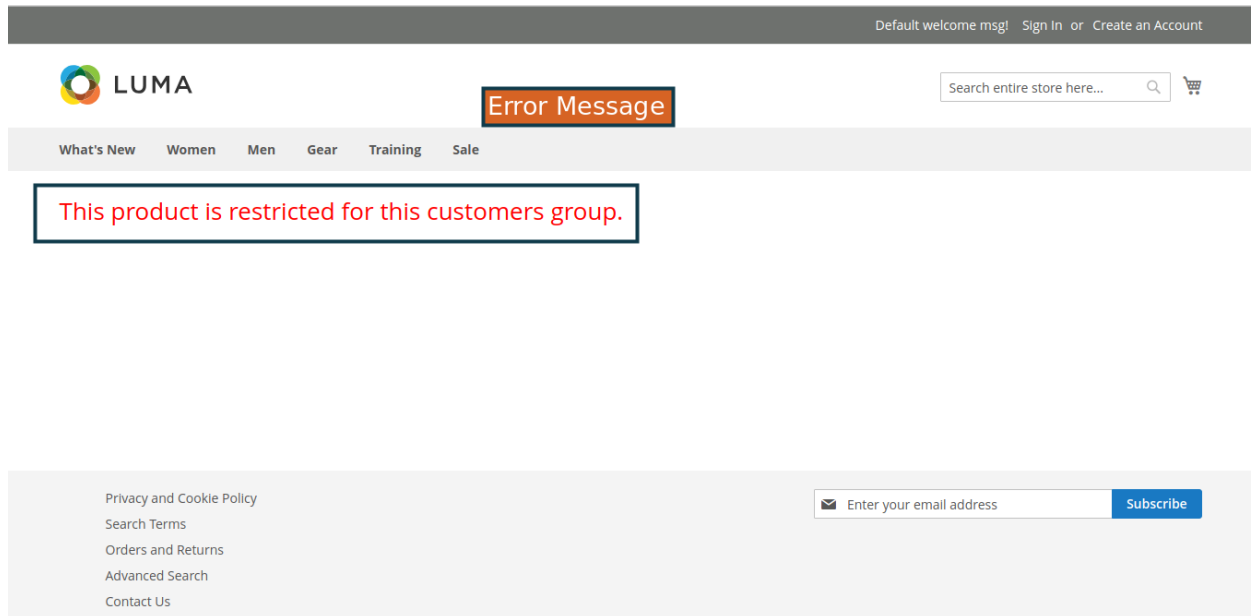 Default welcome msg! Sign In or Create an Account
LUMA
Search entire store here...
Error Message
What's New Women Men Gear Training Sale
This product is restricted for this customers group.
Privacy and Cookie Policy
Search Terms
Orders and Returns
Advanced Search
Contact Us
Enter your email address
Subscribe